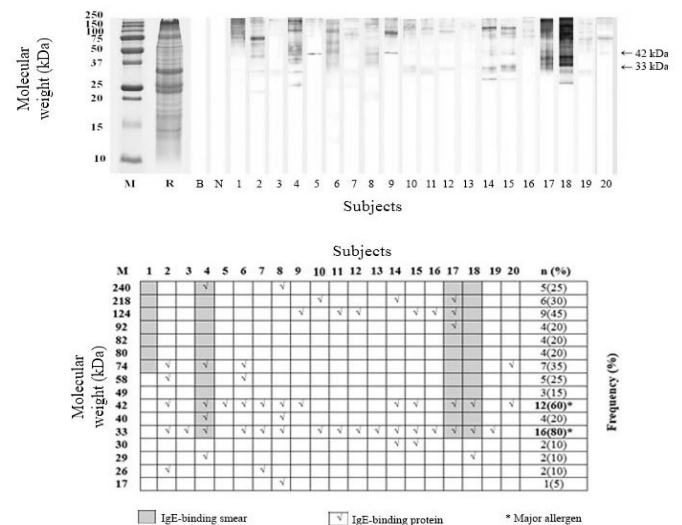 250
150
100
75
50
37
25
20
15
10
Molecular
weight (kDa)
← 42 kDa
← 33 kDa
M R B N 1 2 3 4 5 6 7 8 9 10 11 12 13 14 15 16 17 18 19 20
Subjects
Subjects
M 1 2 3 4 5 6 7 8 9 10 11 12 13 14 15 16 17 18 19 20 n (%)
240 √ √ 5(25)
218 √ √ √ 6(30)
124 √ √ √ √ √ √ 9(45)
92 √ 4(20)
82 4(20)
80 4(20)
74 √ √ √ √ 7(35)
58 √ √ 5(25)
49 3(15)
42 √ √ √ √ √ √ √ √ √ √ √ √ 12(60)*
40 √ √ 4(20)
33 √ √ √ √ √ √ √ √ √ √ √ √ √ √ √ √ 16(80)*
30 √ √ 2(10)
29 √ √ 2(10)
26 √ √ 2(10)
17 √ 1(5)
Molecular
weight (kDa)
Frequency (%)
IgE-binding smear
√ IgE-binding protein
* Major allergen